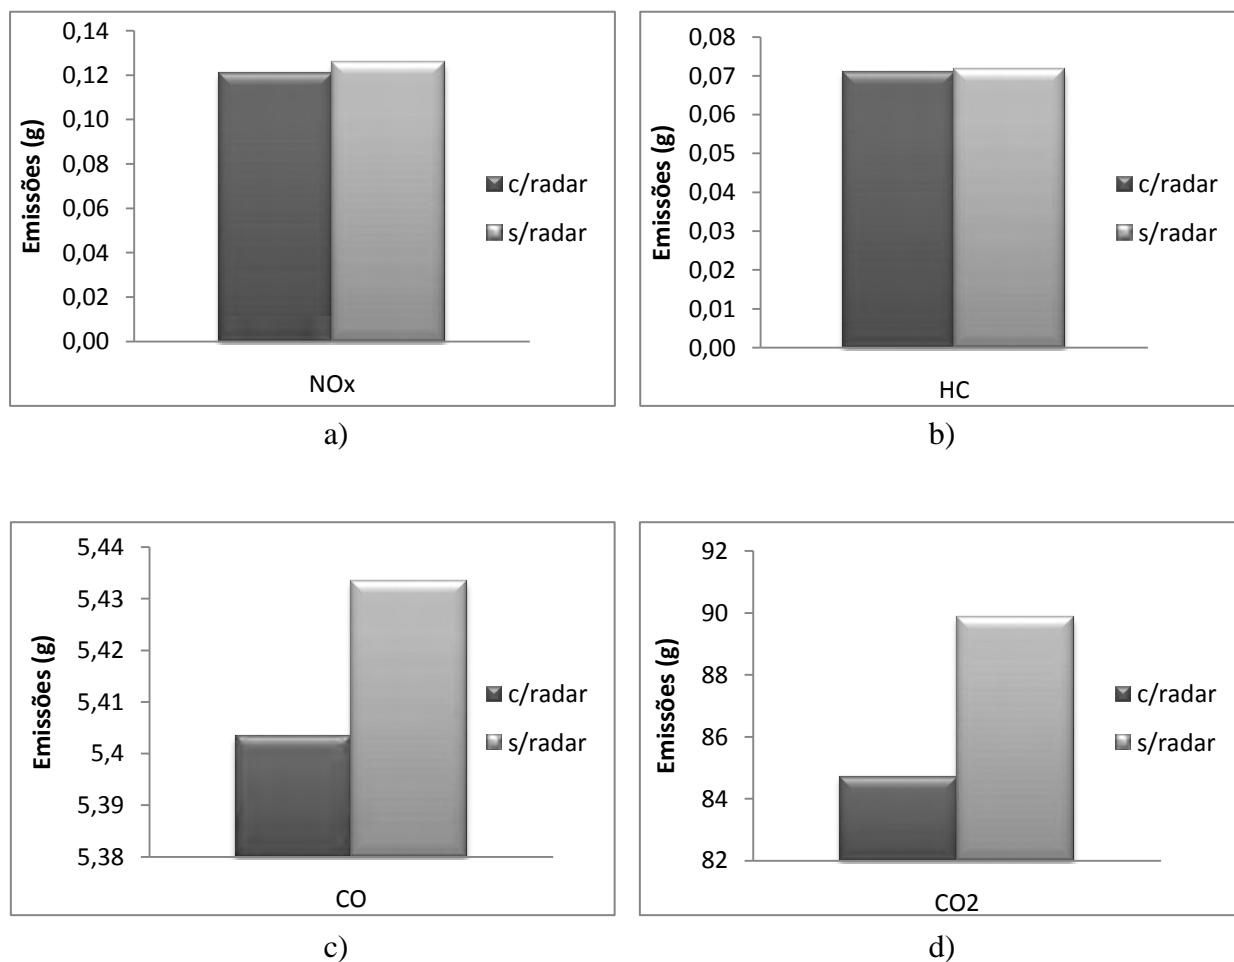 Emissões (g)
0,14
0,12
0,10
0,08
0,06
0,04
0,02
0,00
NOx
c/radar
s/radar
a)
Emissões (g)
0,08
0,07
0,06
0,05
0,04
0,03
0,02
0,01
0,00
HC
c/radar
s/radar
b)
Emissões (g)
5,44
5,43
5,42
5,41
5,4
5,39
5,38
CO
c/radar
s/radar
c)
Emissões (g)
92
90
88
86
84
82
CO2
c/radar
s/radar
d)